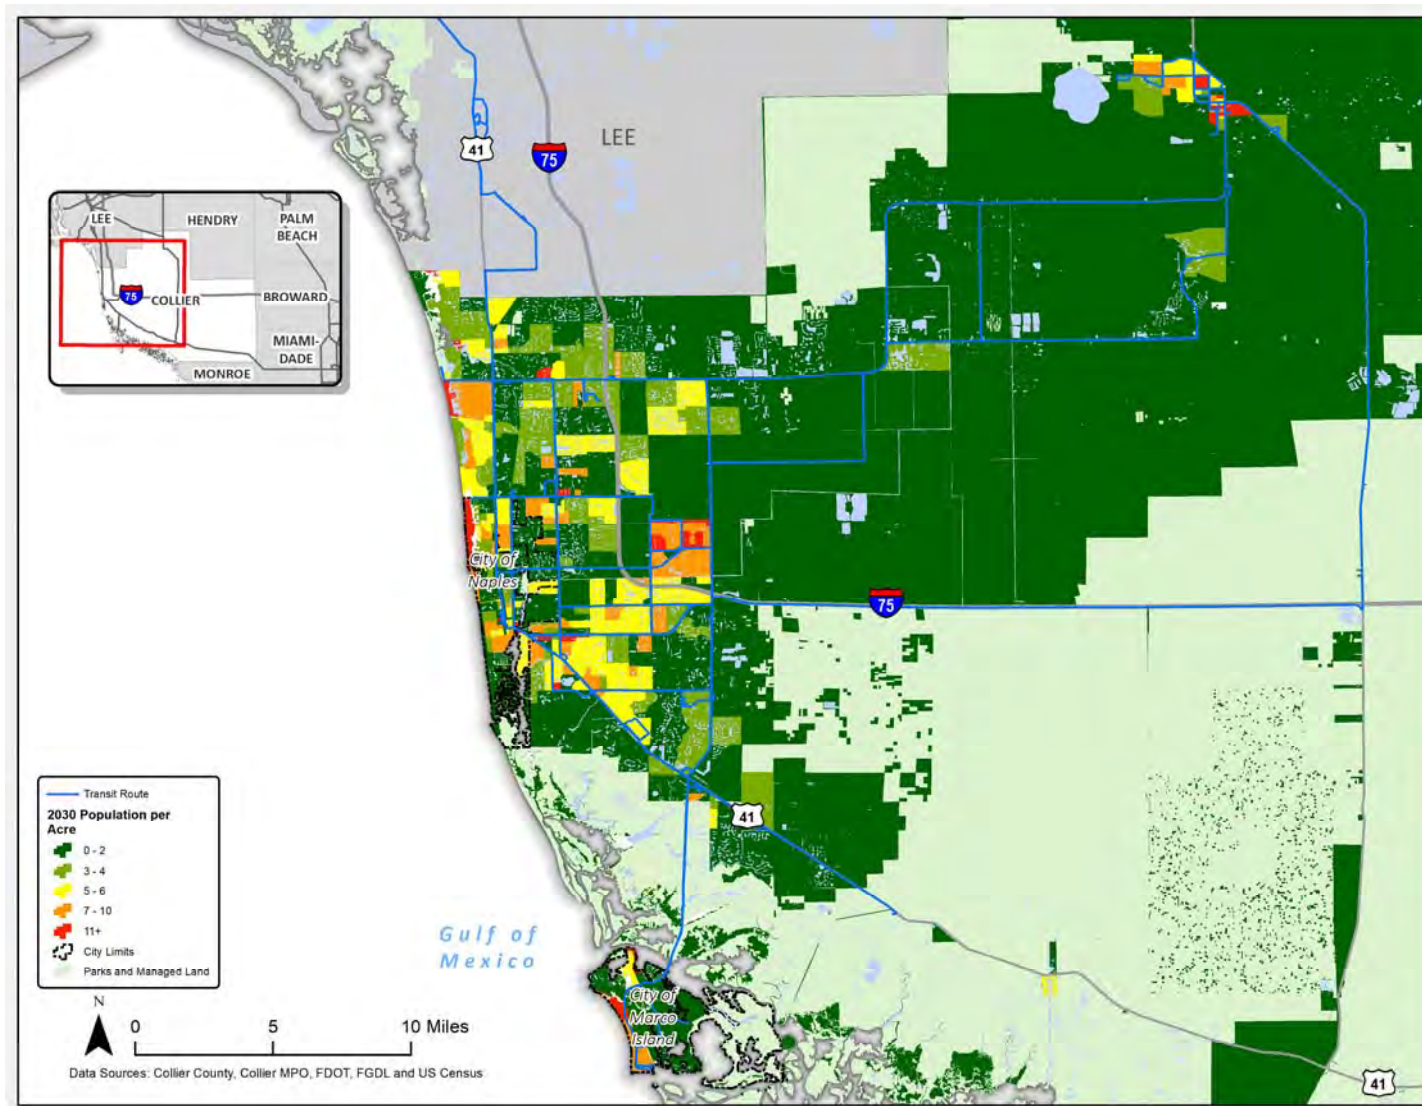 41
75
LEE
LEE
HENDRY
PALM
BEACH
75
COLLIER
BROWARD
MIAMI-
DADE
MONROE
City of
Naples
75
41
Transit Route
2030 Population per
Acre
0 - 2
3 - 4
5 - 6
7 - 10
11+
City Limits
Parks and Managed Land
Gulf of
Mexico
City of
Marco
Island
N
0 5 10 Miles
Data Sources: Collier County, Collier MPO, FDOT, FGDL and US Census
41